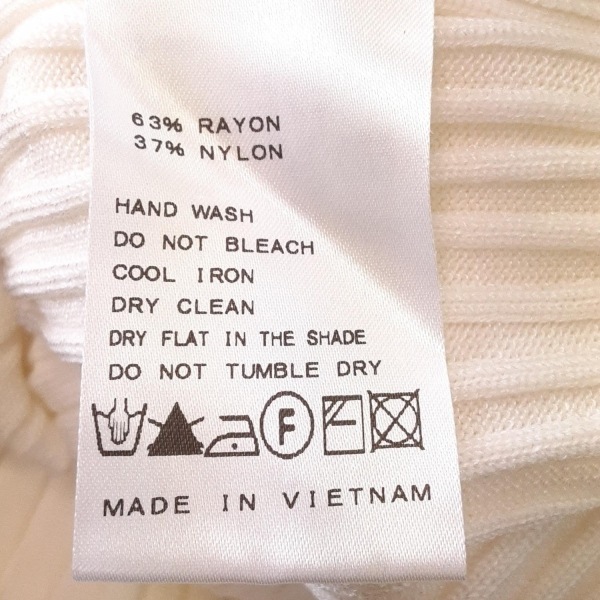 63% RAYON
37% NYLON
HAND WASH
DO NOT BLEACH
COOL IRON
DRY CLEAN
DRY FLAT IN THE SHADE
DO NOT TUMBLE DRY
F
MADE IN VIETNAM